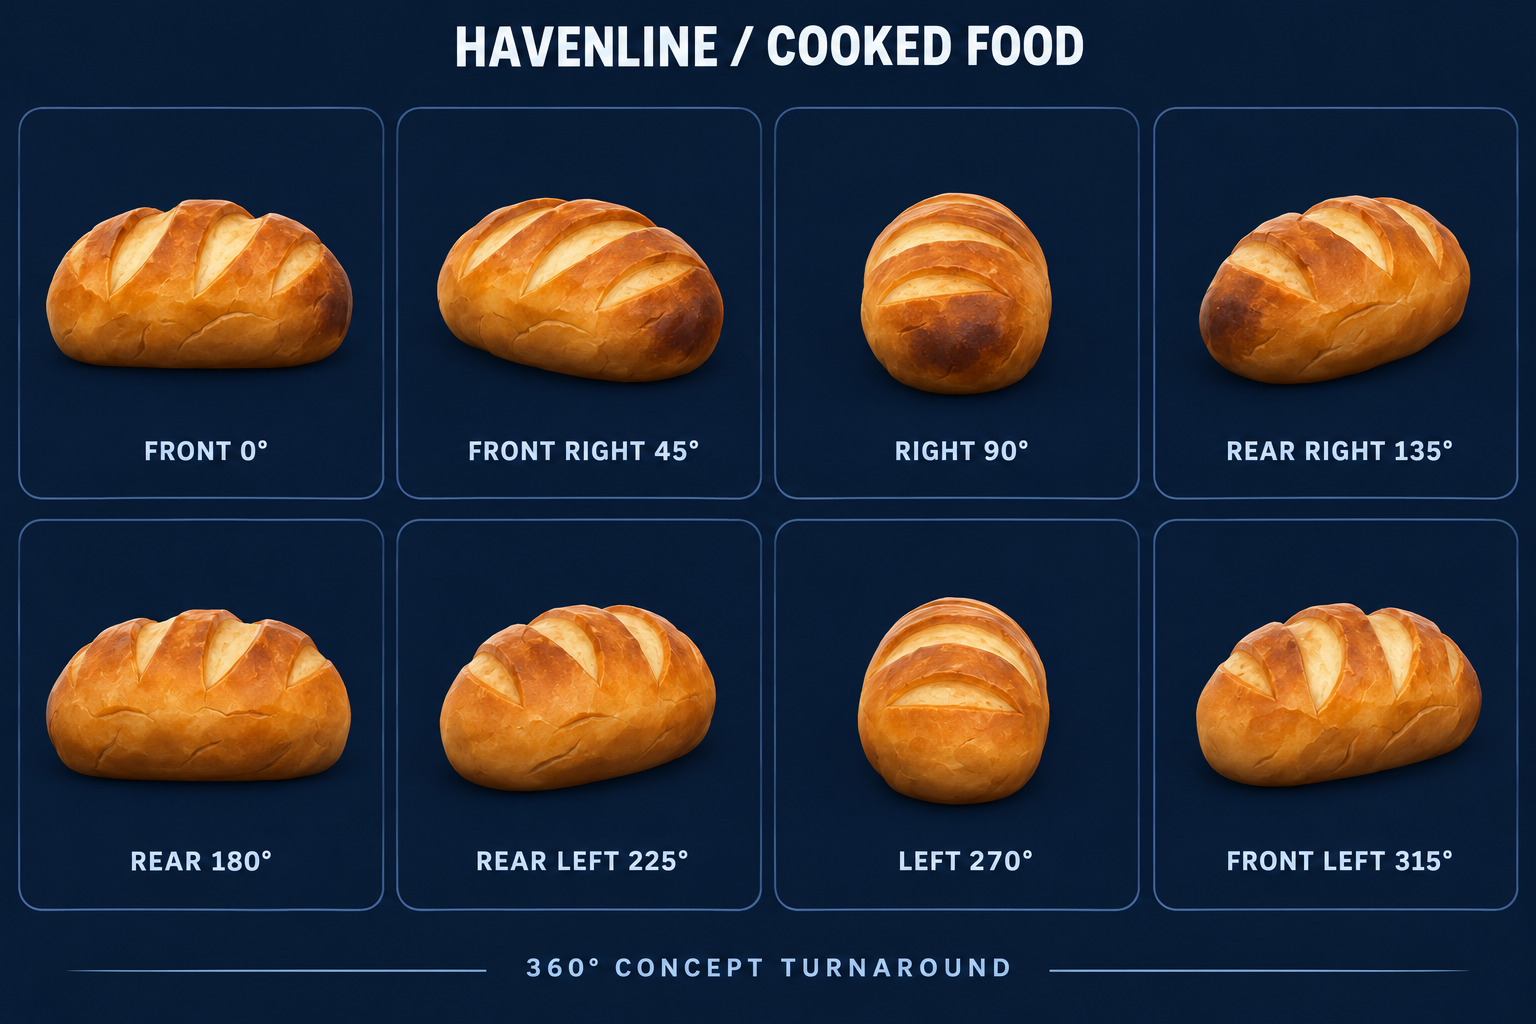 HAVENLINE / COOKED FOOD
FRONT 0°
FRONT RIGHT 45°
RIGHT 90°
REAR RIGHT 135°
REAR 180°
REAR LEFT 225°
LEFT 270°
FRONT LEFT 315°
360° CONCEPT TURNAROUND